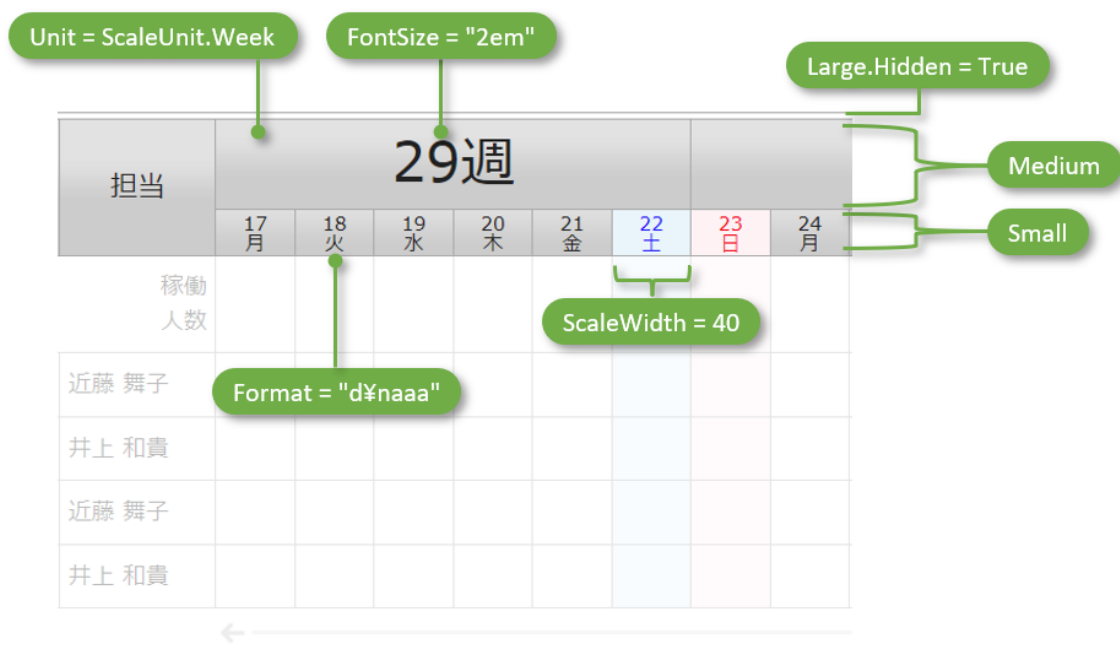 Unit = ScaleUnit.Week
FontSize = "2em"
Large.Hidden = True
担当
29週
Medium
17
月
18
火
19
水
20
木
21
金
22
土
23
日
24
月
Small
稼働
人数
ScaleWidth = 40
近藤 舞子
Format = "d¥naaa"
井上 和貴
近藤 舞子
井上 和貴